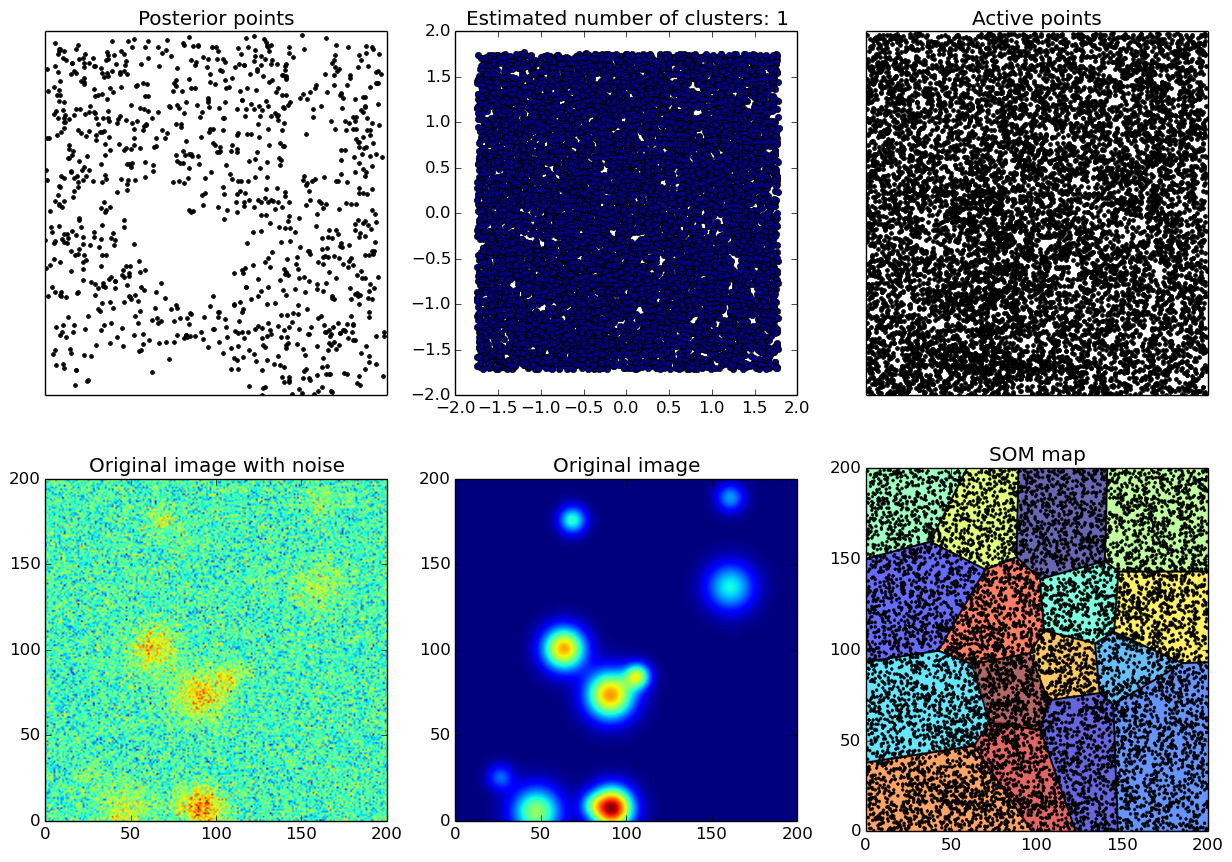 Posterior points
Estimated number of clusters: 1
Active points
2.0
1.5
1.0
0.5
0.0
−0.5
−1.0
−1.5
−2.0
−2.0 −1.5 −1.0 −0.5 0.0 0.5 1.0 1.5 2.0
Original image with noise
200
150
100
50
0
0 50 100 150 200
Original image
200
150
100
50
0
0 50 100 150 200
SOM map
200
150
100
50
0
0 50 100 150 200